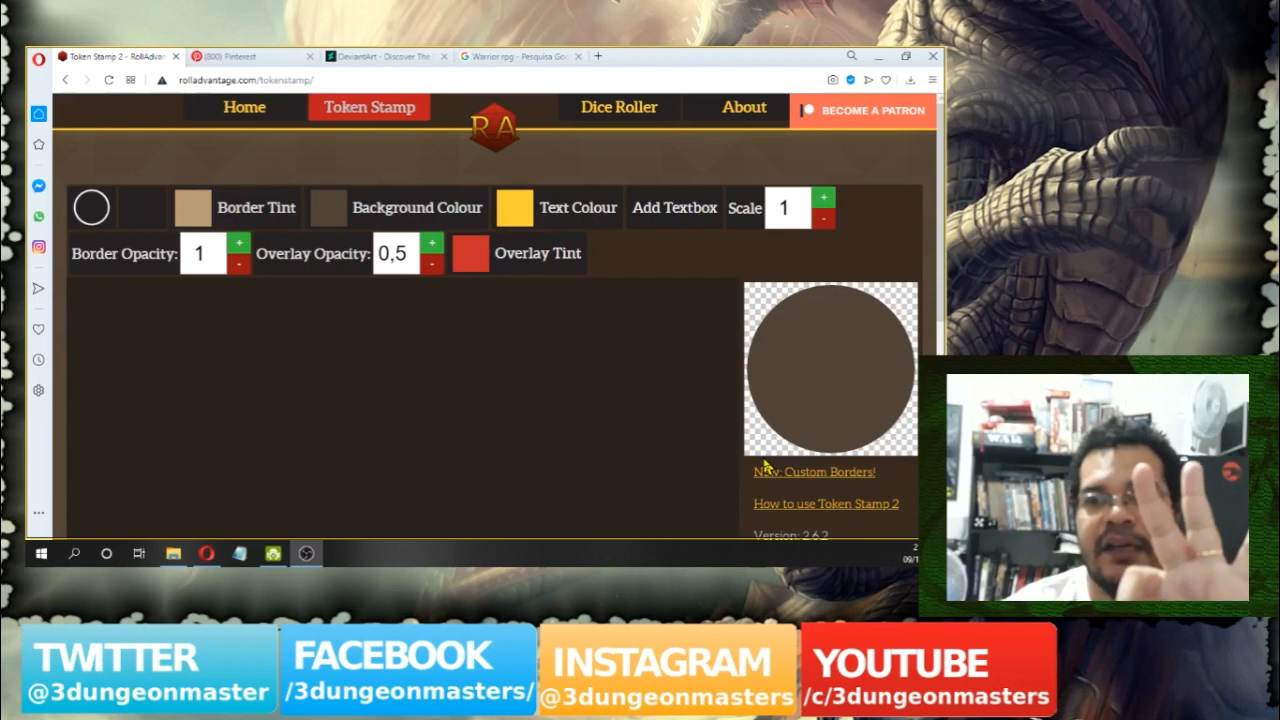 Token Stamp 2 - RollAdvan
(800) Pinterest
DeviantArt - Discover The
Warrior rpg - Pesquisa Goo
rolladvantage.com/tokenstamp/
Home
Token Stamp
RA
Dice Roller
About
BECOME A PATRON
Border Tint
Background Colour
Text Colour
Add Textbox
Scale
1
+
-
Border Opacity:
1
+
-
Overlay Opacity:
0,5
+
-
Overlay Tint
New: Custom Borders!
How to use Token Stamp 2
Version: 2.6.2
TWITTER
@3dungeonmaster
FACEBOOK
/3dungeonmasters/
INSTAGRAM
@3dungeonmasters
YOUTUBE
/c/3dungeonmasters